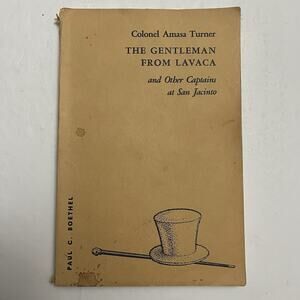 Colonel Amasa Turner
THE GENTLEMAN
FROM LAVACA
and Other Captains
at San Jacinto
PAUL C. BOETHEL